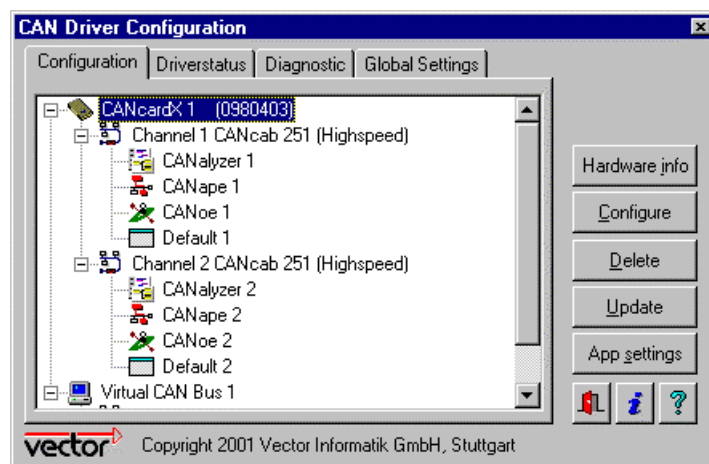 CAN Driver Configuration
Configuration Driverstatus Diagnostic Global Settings
CANcardX 1 (0980403)
Channel 1 CANcab 251 (Highspeed)
CANalyzer 1
CANape 1
CANoe 1
Default 1
Channel 2 CANcab 251 (Highspeed)
CANalyzer 2
CANape 2
CANoe 2
Default 2
Virtual CAN Bus 1
Hardware info
Configure
Delete
Update
App settings
vector Copyright 2001 Vector Informatik GmbH, Stuttgart